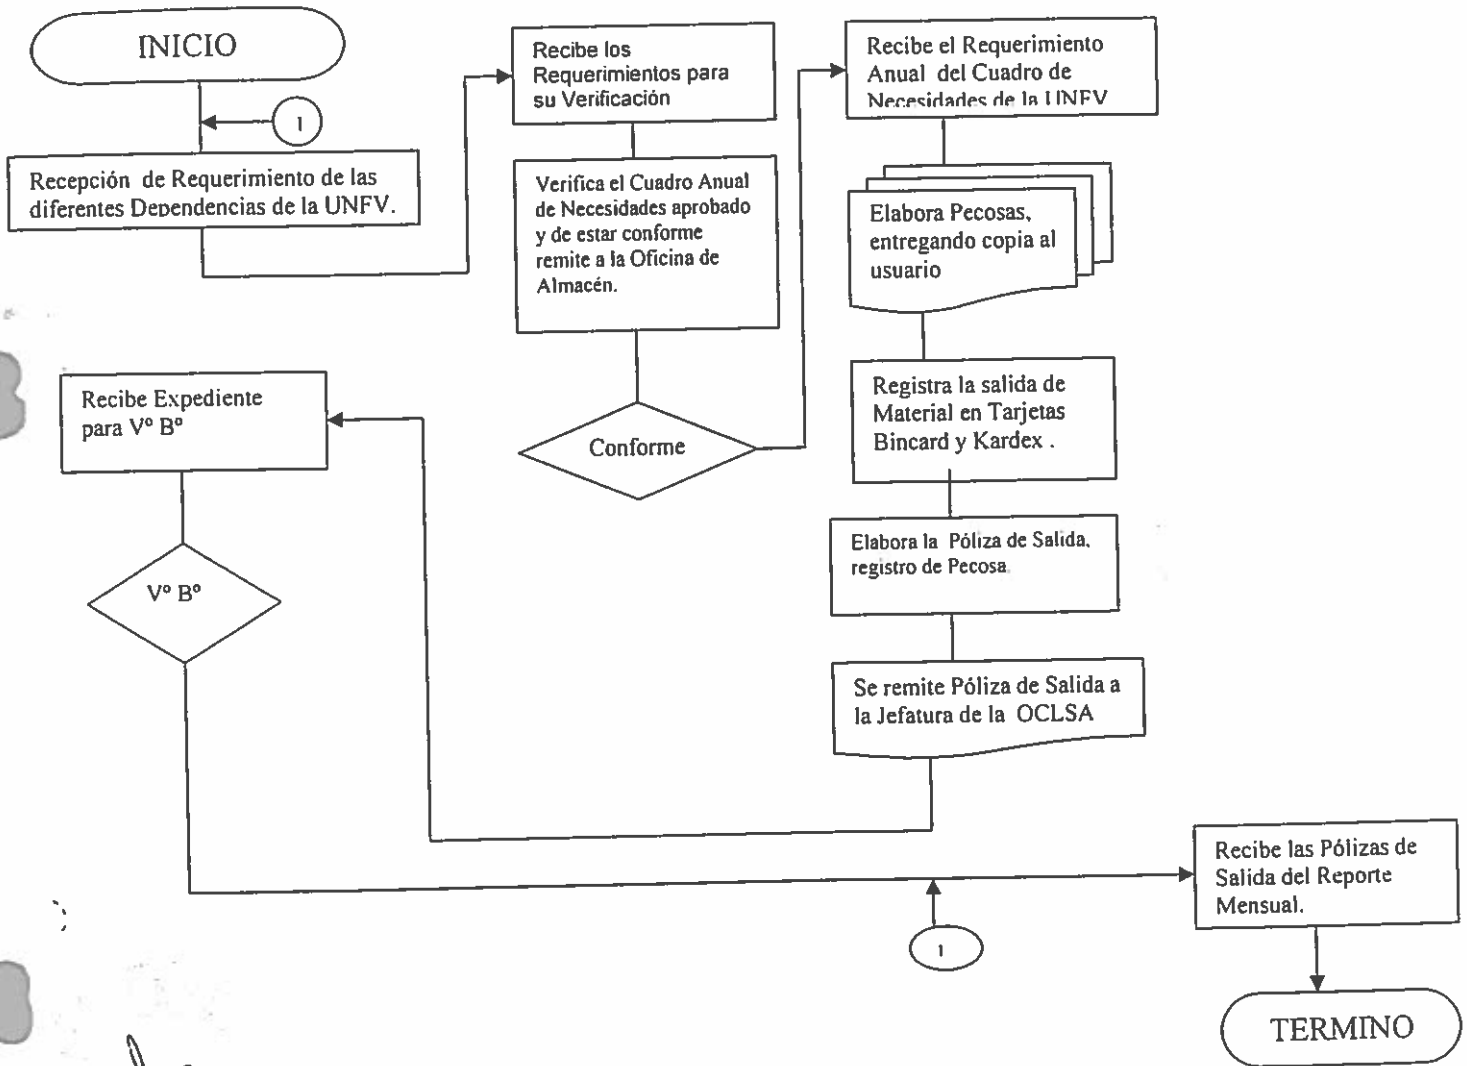 INICIO
1
Recepción de Requerimiento de las
diferentes Dependencias de la UNFV.
Recibe los
Requerimientos para
su Verificación
Verifica el Cuadro Anual
de Necesidades aprobado
y de estar conforme
remite a la Oficina de
Almacén.
Conforme
Recibe el Requerimiento
Anual del Cuadro de
Necesidades de la UNFV
Elabora Pecosas,
entregando copia al
usuario
Registra la salida de
Material en Tarjetas
Bincard y Kardex .
Elabora la Póliza de Salida,
registro de Pecosa.
Se remite Póliza de Salida a
la Jefatura de la OCLSA
Recibe Expediente
para Vº Bº
Vº Bº
1
Recibe las Pólizas de
Salida del Reporte
Mensual.
TERMINO